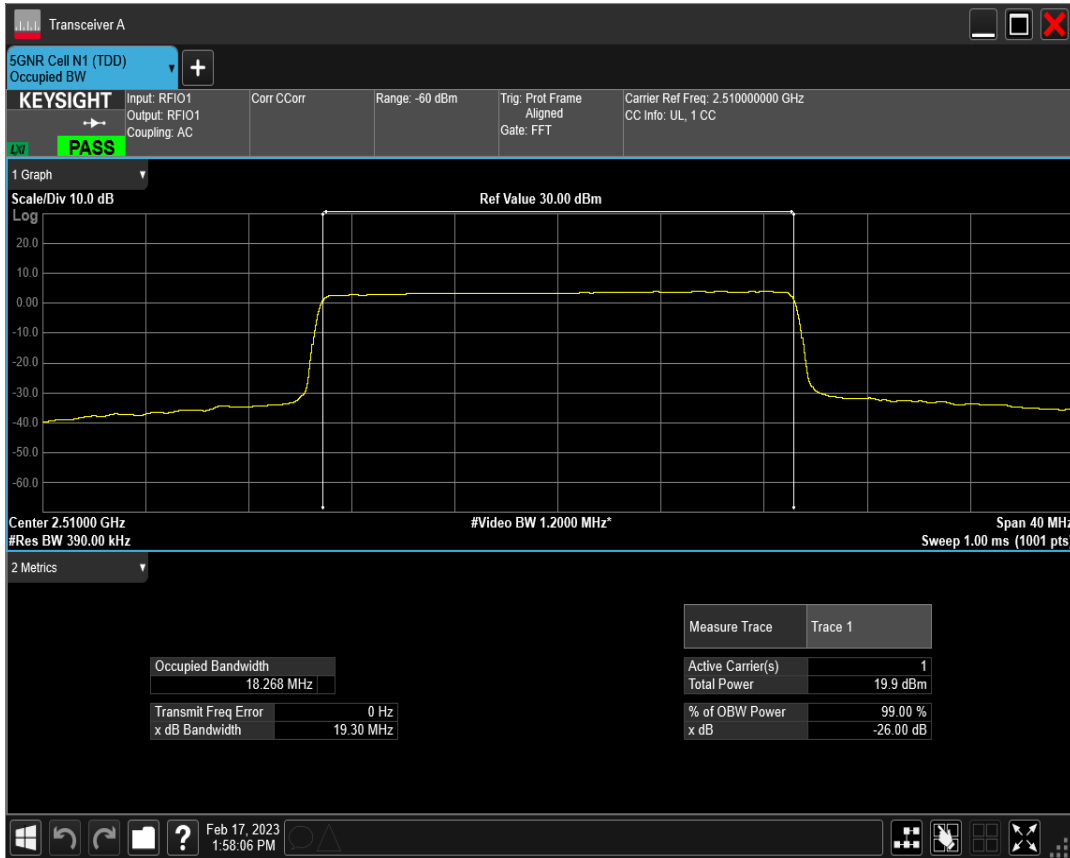 Transceiver A
5GNR Cell N1 (TDD)
Occupied BW
+
KEYSIGHT
LXI
PASS
Input: RFIO1
Output: RFIO1
Coupling: AC
Corr CCorr
Range: -60 dBm
Trig: Prot Frame
Aligned
Gate: FFT
Carrier Ref Freq: 2.510000000 GHz
CC Info: UL, 1 CC
1 Graph
Scale/Div 10.0 dB
Ref Value 30.00 dBm
Log
20.0
10.0
0.00
-10.0
-20.0
-30.0
-40.0
-50.0
-60.0
Center 2.51000 GHz
#Video BW 1.2000 MHz*
Span 40 MHz
#Res BW 390.00 kHz
Sweep 1.00 ms (1001 pts)
2 Metrics
Measure Trace Trace 1
Occupied Bandwidth
18.268 MHz
Active Carrier(s) 1
Total Power 19.9 dBm
Transmit Freq Error 0 Hz
x dB Bandwidth 19.30 MHz
% of OBW Power 99.00 %
x dB -26.00 dB
?
Feb 17, 2023
1:58:06 PM